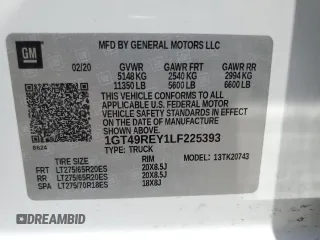 GM
MFD BY GENERAL MOTORS LLC
02/20 GVWR GAWR FRT GAWR RR
5148 KG 2540 KG 2994 KG
11350 LB 5600 LB 6600 LB
THIS VEHICLE CONFORMS TO ALL
APPLICABLE U.S. FEDERAL MOTOR
VEHICLE SAFETY STANDARDS IN
EFFECT ON THE DATE OF
MANUFACTURE SHOWN ABOVE.
1GT49REY1LF225393
8624 TYPE: TRUCK
TIRE SIZE RIM MODEL: 13TK20743
FRT LT275/65R20ES 20X8.5J
RR LT275/65R20ES 20X8.5J
SPA LT275/70R18ES 18X8J